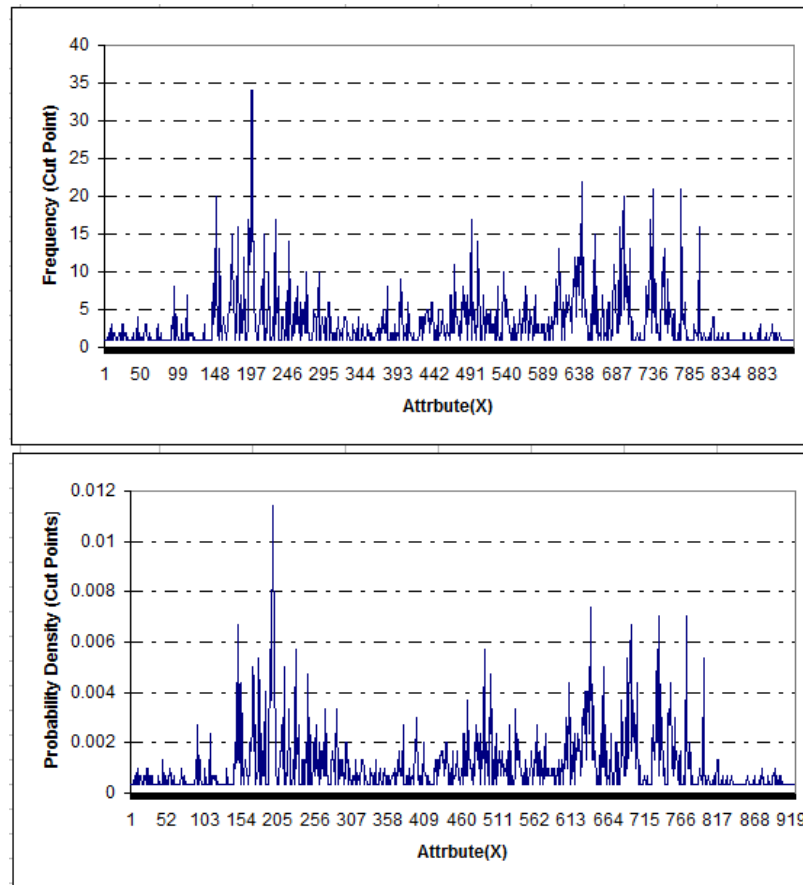 40
35
30
25
20
15
10
5
0
Frequency (Cut Point)
1 50 99 148 197 246 295 344 393 442 491 540 589 638 687 736 785 834 883
Attrbute(X)
0.012
0.01
0.008
0.006
0.004
0.002
0
Probability Density (Cut Points)
1 52 103 154 205 256 307 358 409 460 511 562 613 664 715 766 817 868 919
Attrbute(X)